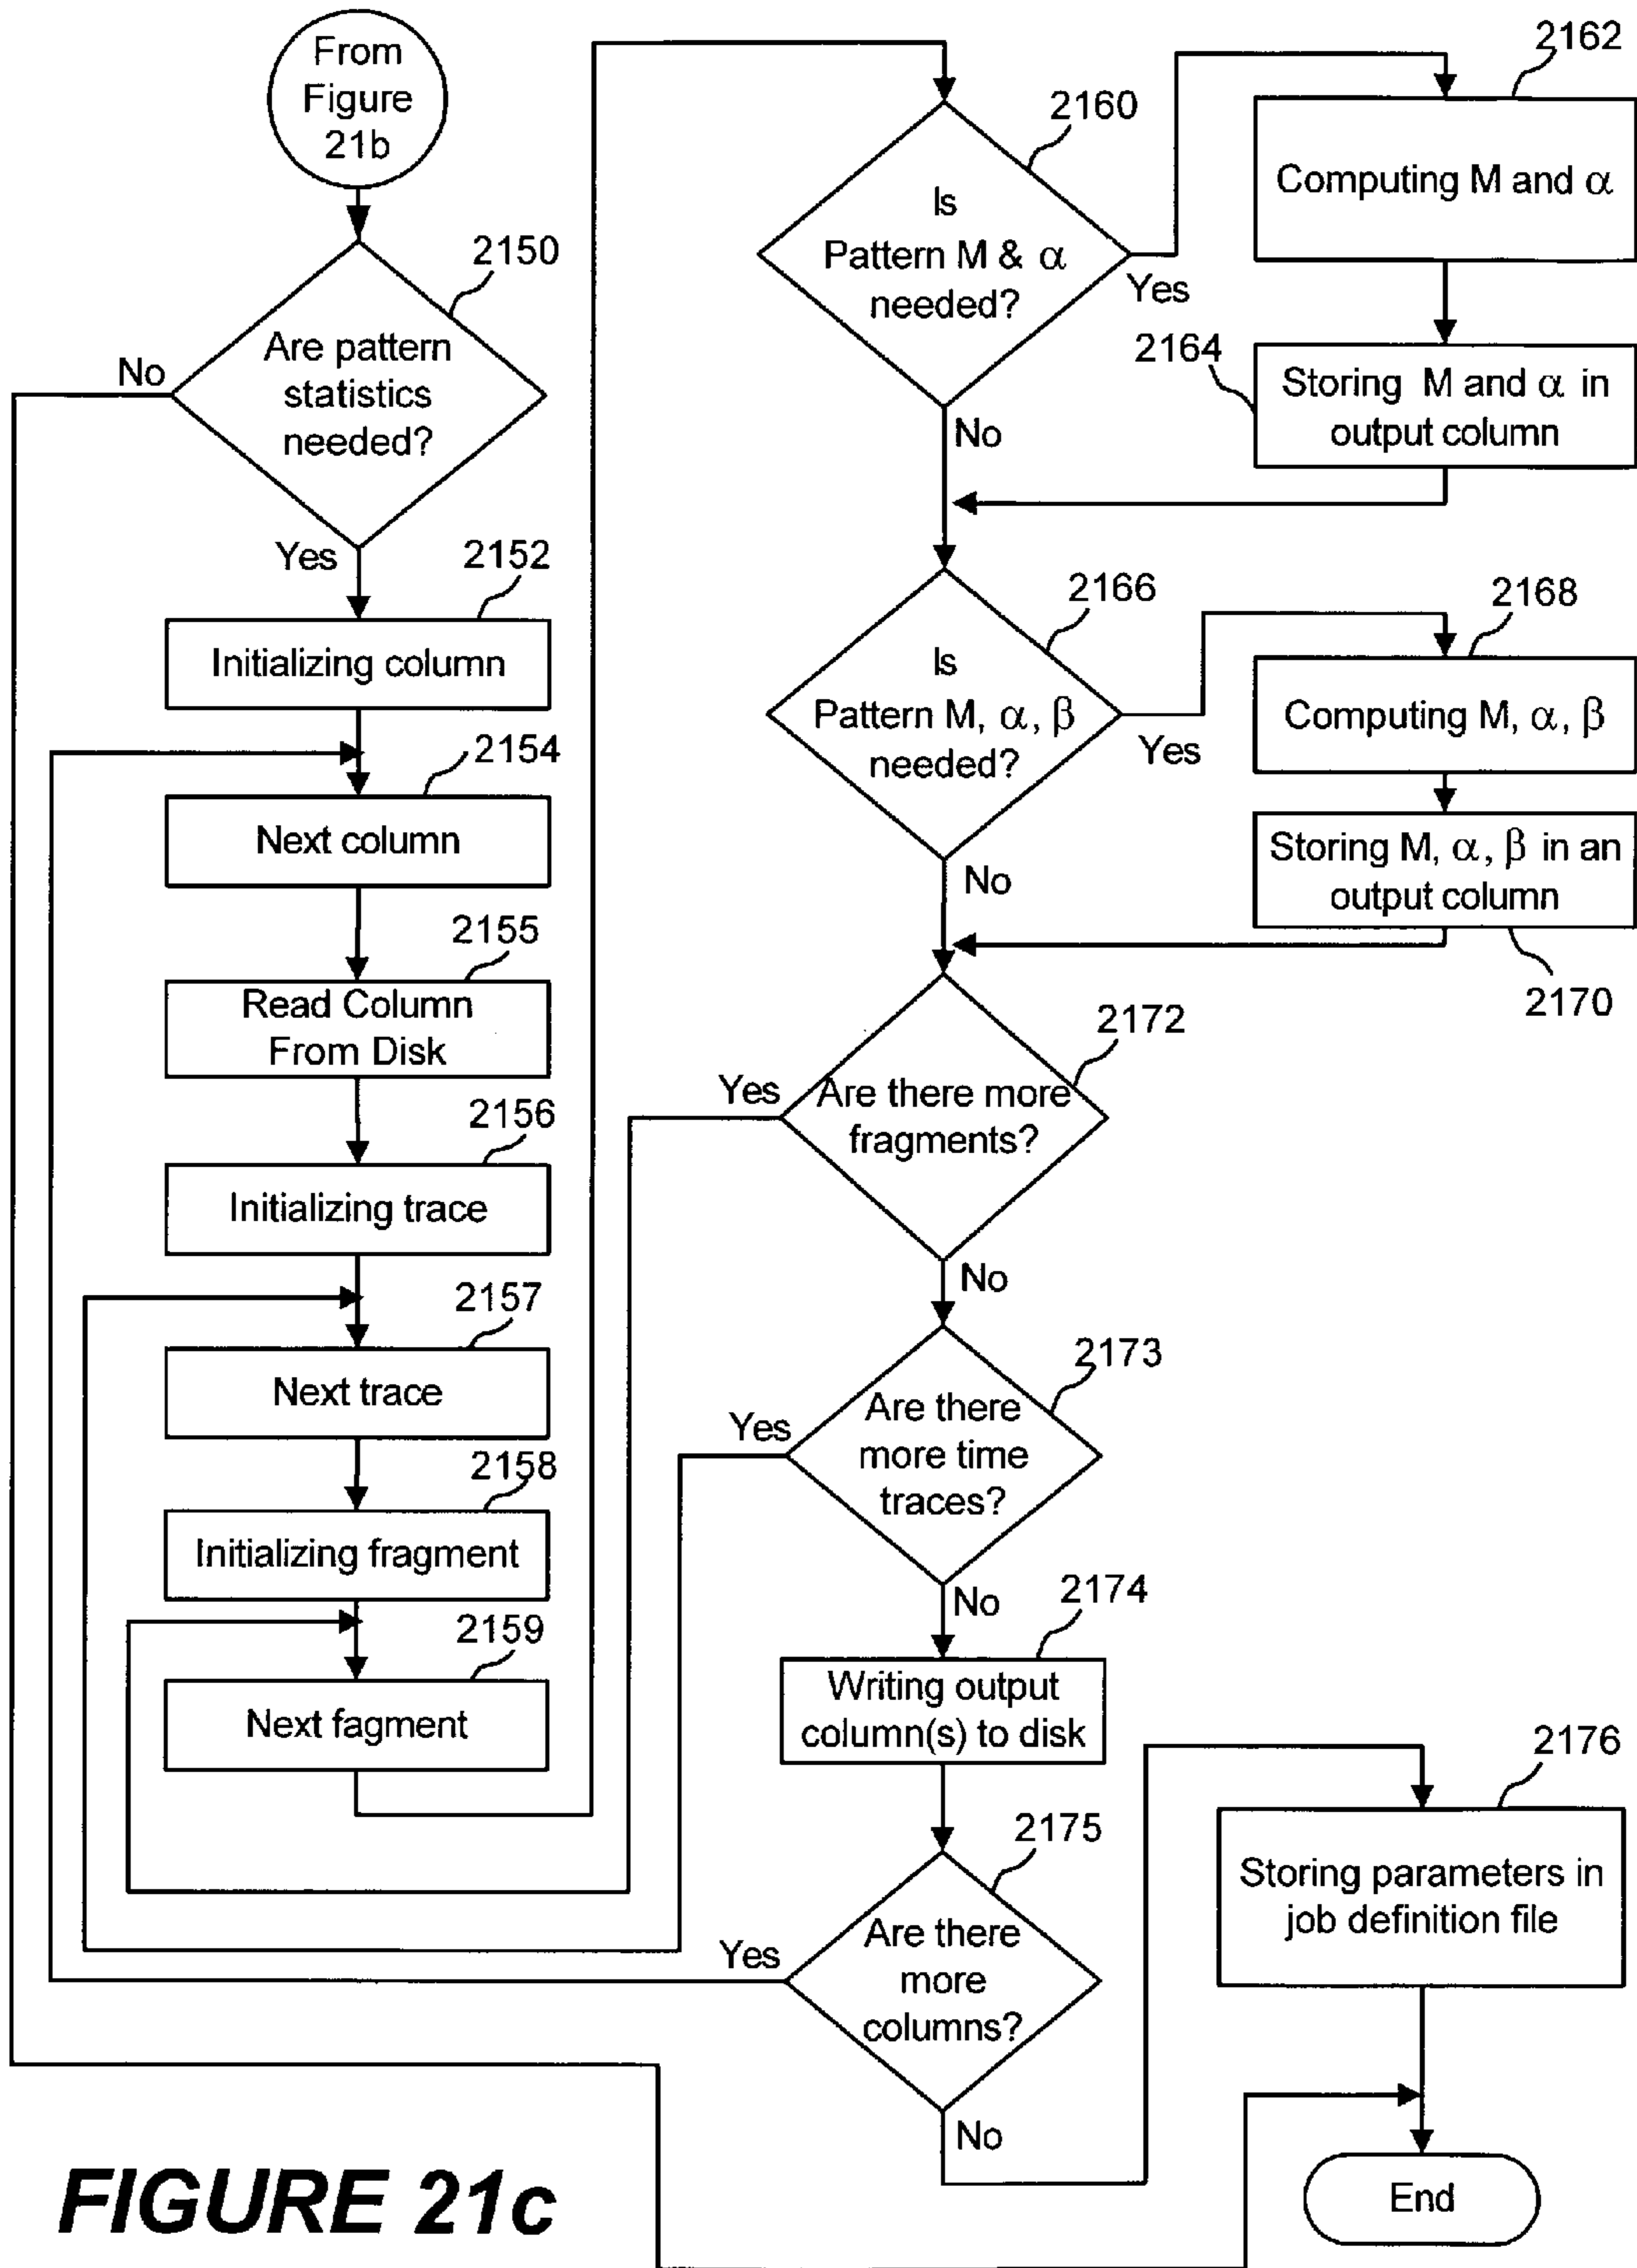 From
Figure
21b
2150
Are pattern
statistics
needed?
No
Yes
2152
Initializing column
2154
Next column
2155
Read Column
From Disk
2156
Initializing trace
2157
Next trace
2158
Initializing fragment
2159
Next fagment
2160
Is
Pattern M & α
needed?
Yes
No
2162
Computing M and α
2164
Storing M and α in
output column
2166
Is
Pattern M, α, β
needed?
Yes
No
2168
Computing M, α, β
Storing M, α, β in an
output column
2170
2172
Are there more
fragments?
Yes
No
2173
Are there
more time
traces?
Yes
No
2174
Writing output
column(s) to disk
2175
Are there
more
columns?
Yes
No
2176
Storing parameters in
job definition file
End
FIGURE 21c